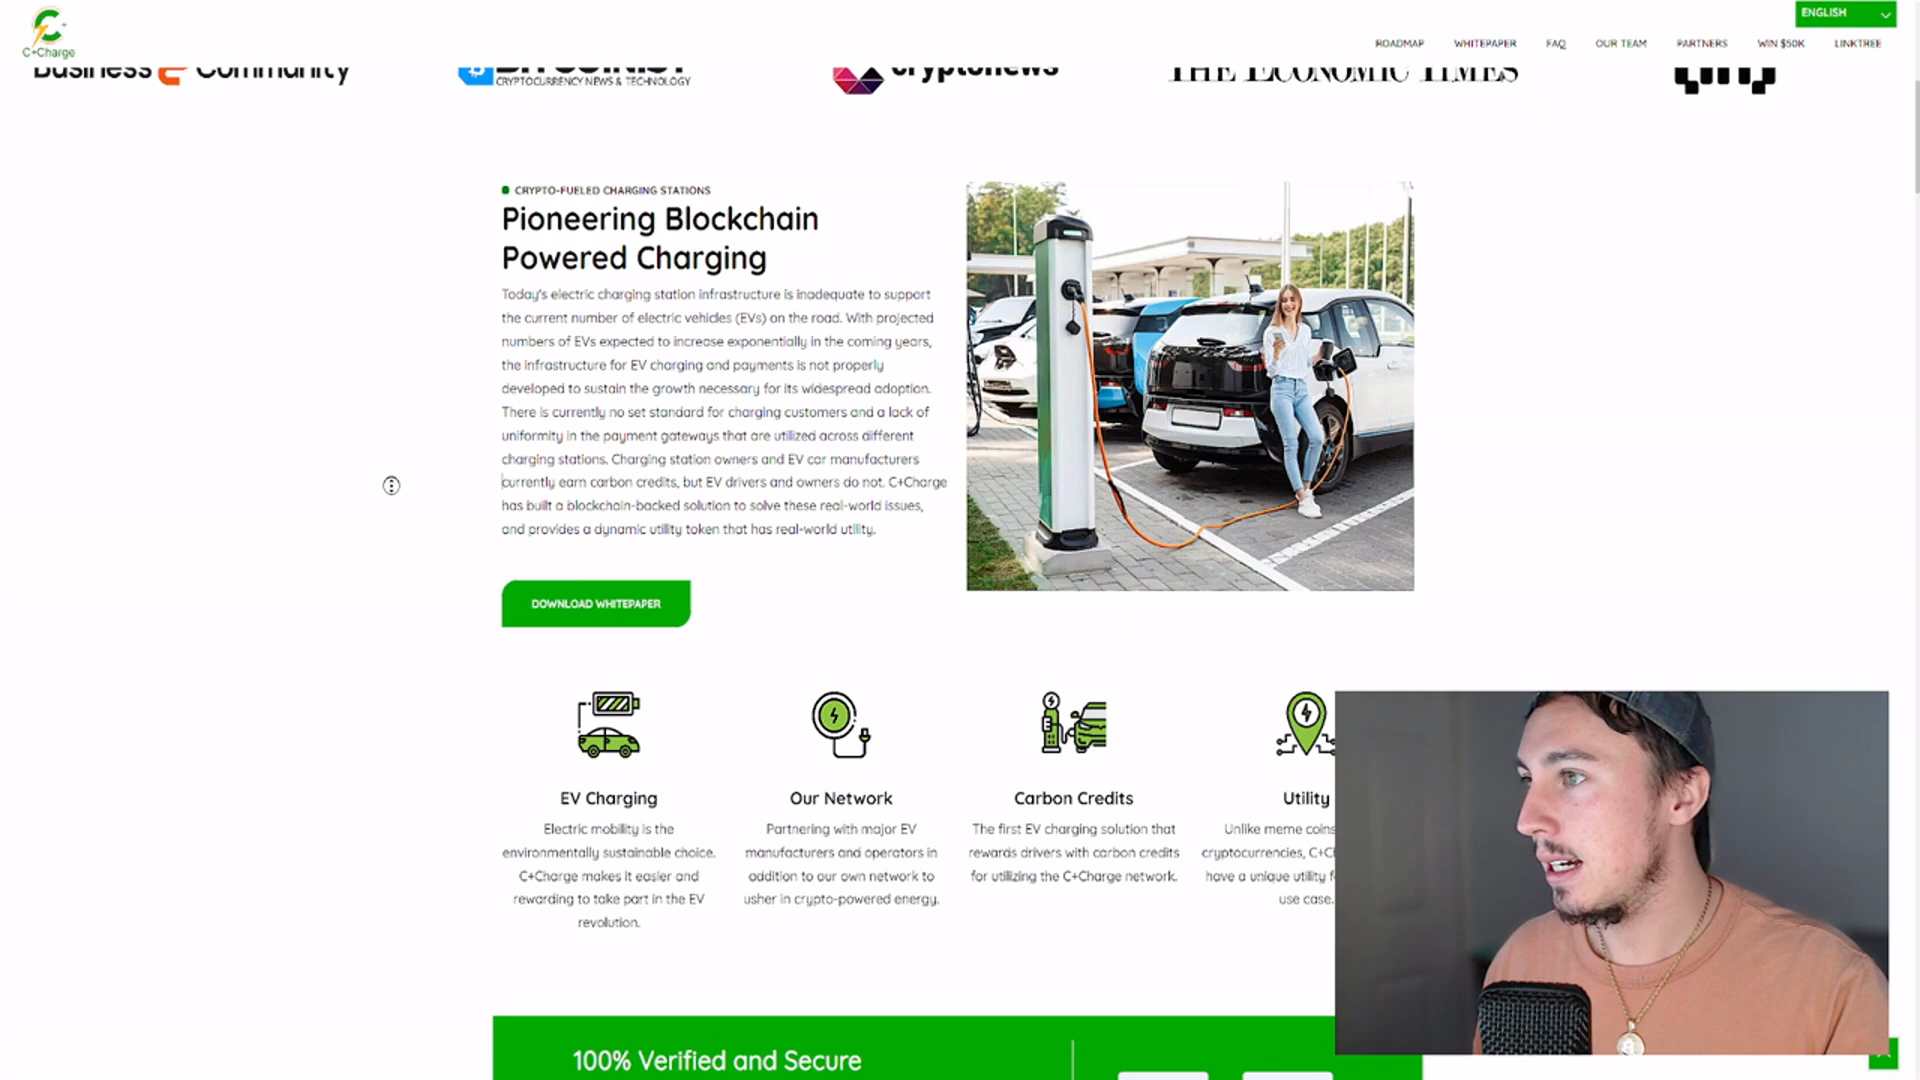 C+Charge
ENGLISH
ROADMAP
WHITEPAPER
FAQ
OUR TEAM
PARTNERS
WIN $50K
LINKTREE
Business Community
BITCOINIST
CRYPTOCURRENCY NEWS & TECHNOLOGY
cryptonews
THE ECONOMIC TIMES
CRYPTO-FUELED CHARGING STATIONS
Pioneering Blockchain
Powered Charging
Today's electric charging station infrastructure is inadequate to support
the current number of electric vehicles (EVs) on the road. With projected
numbers of EVs expected to increase exponentially in the coming years,
the infrastructure for EV charging and payments is not properly
developed to sustain the growth necessary for its widespread adoption.
There is currently no set standard for charging customers and a lack of
uniformity in the payment gateways that are utilized across different
charging stations. Charging station owners and EV car manufacturers
currently earn carbon credits, but EV drivers and owners do not. C+Charge
has built a blockchain-backed solution to solve these real-world issues,
and provides a dynamic utility token that has real-world utility.
DOWNLOAD WHITEPAPER
EV Charging
Electric mobility is the
environmentally sustainable choice.
C+Charge makes it easier and
rewarding to take part in the EV
revolution.
Our Network
Partnering with major EV
manufacturers and operators in
addition to our own network to
usher in crypto-powered energy.
Carbon Credits
The first EV charging solution that
rewards drivers with carbon credits
for utilizing the C+Charge network.
Utility
Unlike meme coins
cryptocurrencies,
have a unique utility
use case.
100% Verified and Secure